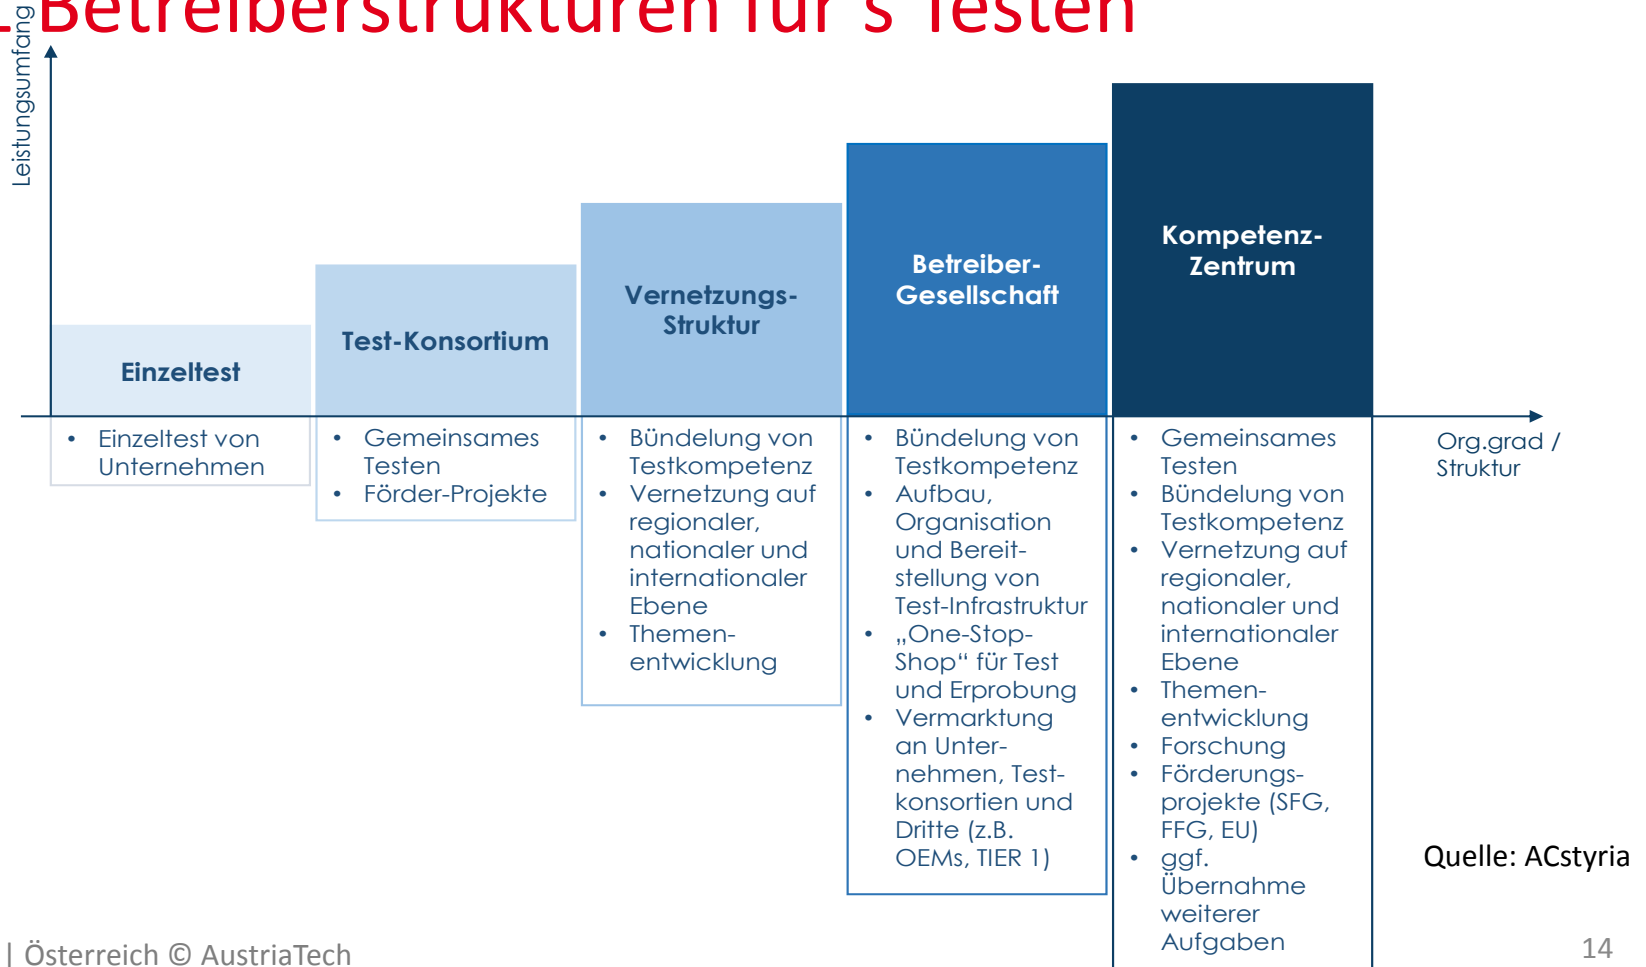 Betreiberstrukturen für's Testen
Leistungsumfang
Einzeltest
Test-Konsortium
Vernetzungs-
Struktur
Betreiber-
Gesellschaft
Kompetenz-
Zentrum
• Einzeltest von
Unternehmen
• Gemeinsames
Testen
• Förder-Projekte
• Bündelung von
Testkompetenz
• Vernetzung auf
regionaler,
nationaler und
internationaler
Ebene
• Themen-
entwicklung
• Bündelung von
Testkompetenz
• Aufbau,
Organisation
und Bereit-
stellung von
Test-Infrastruktur
• „One-Stop-
Shop“ für Test
und Erprobung
• Vermarktung
an Unter-
nehmen, Test-
konsortien und
Dritte (z.B.
OEMs, TIER 1)
• Gemeinsames
Testen
• Bündelung von
Testkompetenz
• Vernetzung auf
regionaler,
nationaler und
internationaler
Ebene
• Themen-
entwicklung
• Forschung
• Förderungs-
projekte (SFG,
FFG, EU)
• ggf.
Übernahme
weiterer
Aufgaben
Org.grad /
Struktur
Quelle: ACstyria
| Österreich © AustriaTech
14